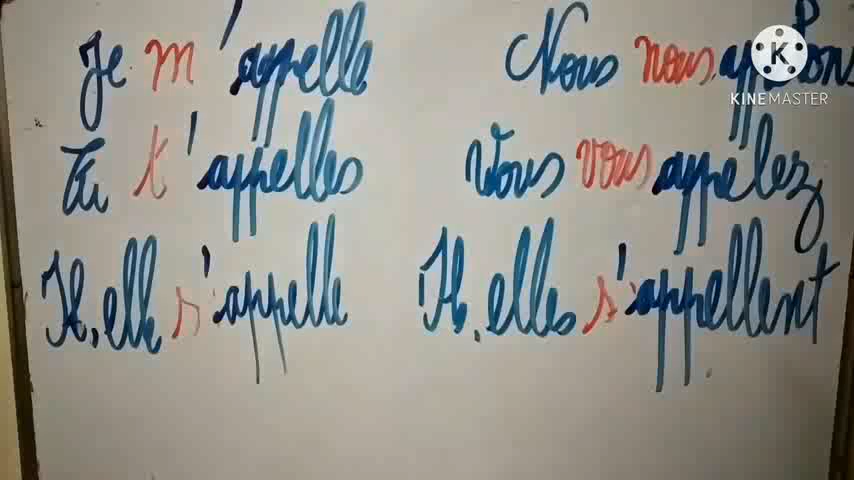 Je m'appelle
Tu t'appelles
Il, elle s'appelle
Nous nous appelons
Vous vous appelez
Ils, elles s'appellent
KINEMASTER